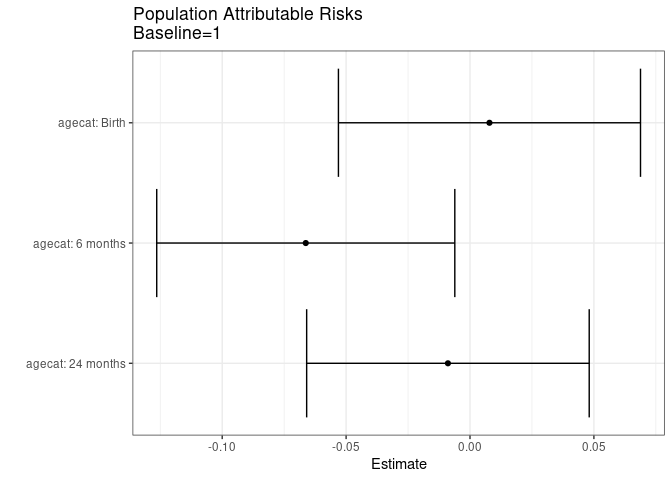 Population Attributable Risks
Baseline=1
agecat: Birth
agecat: 6 months
agecat: 24 months
-0.10
-0.05
0.00
0.05
Estimate